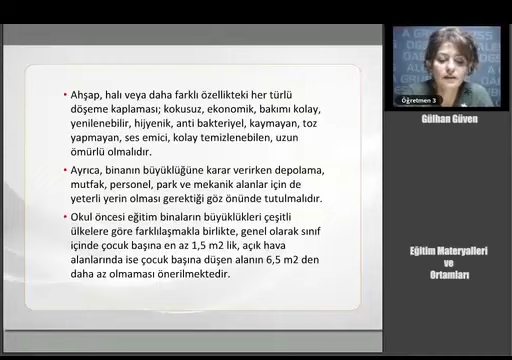 • Ahşap, halı veya daha farklı özellikteki her türlü
döşeme kaplaması; kokusuz, ekonomik, bakımı kolay,
yenilenebilir, hijyenik, anti bakteriyel, kaymayan, toz
yapmayan, ses emici, kolay temizlenebilen, uzun
ömürlü olmalıdır.
• Ayrıca, binanın büyüklüğüne karar verirken depolama,
mutfak, personel, park ve mekanik alanlar için de
yeterli yerin olması gerektiği göz önünde tutulmalıdır.
• Okul öncesi eğitim binaların büyüklükleri çeşitli
ülkelere göre farklılaşmakla birlikte, genel olarak sınıf
içinde çocuk başına en az 1,5 m2 lik, açık hava
alanlarında ise çocuk başına düşen alanın 6,5 m2 den
daha az olmaması önerilmektedir.
Öğretmen 3
Gülhan Güven
Eğitim Materyalleri
ve
Ortamları